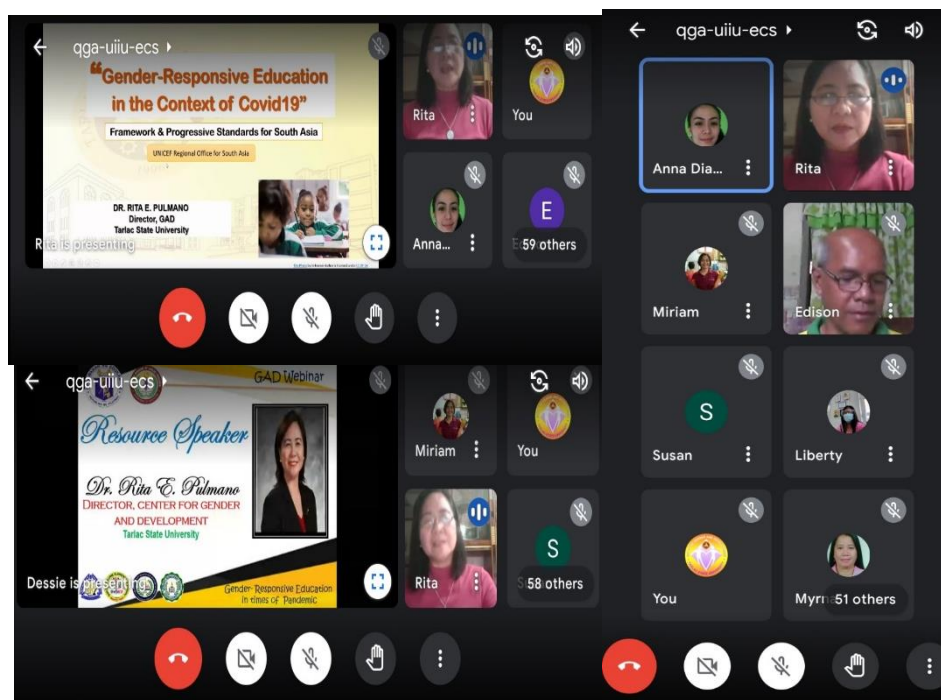 qga-uiiu-ecs
"Gender-Responsive Education
in the Context of Covid19"
Framework & Progressive Standards for South Asia
UNICEF Regional Office for South Asia
DR. RITA E. PULMANO
Director, GAD
Tarlac State University
Rita is presenting
Rita
You
Anna...
E
59 others
qga-uiiu-ecs
GAD Webinar
Resource Speaker
Dr. Rita E. Pulmano
DIRECTOR, CENTER FOR GENDER
AND DEVELOPMENT
Tarlac State University
Dessie is presenting
Gender-Responsive Education
in times of Pandemic
Miriam
You
Rita
S
58 others
qga-uiiu-ecs
Anna Dia...
Rita
Miriam
Edison
S
Susan
Liberty
You
Myrn
51 others